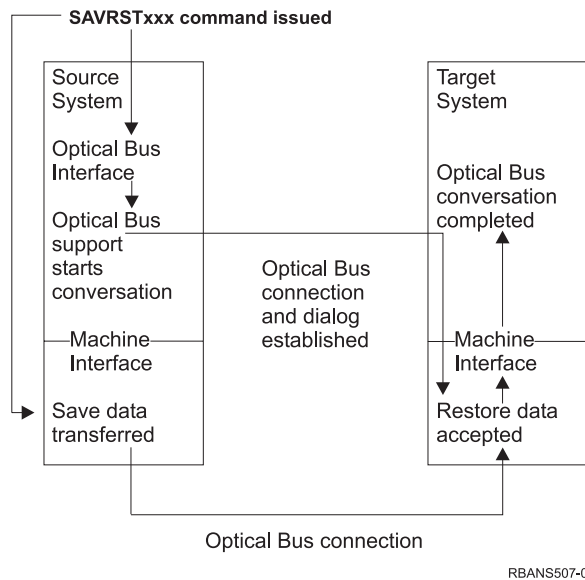 SAVRSTxxx command issued
Source
System
Target
System
Optical Bus
Interface
Optical Bus
support
starts
conversation
Optical Bus
conversation
completed
Optical Bus
connection
and dialog
established
Machine
Interface
Machine
Interface
Save data
transferred
Restore data
accepted
Optical Bus connection